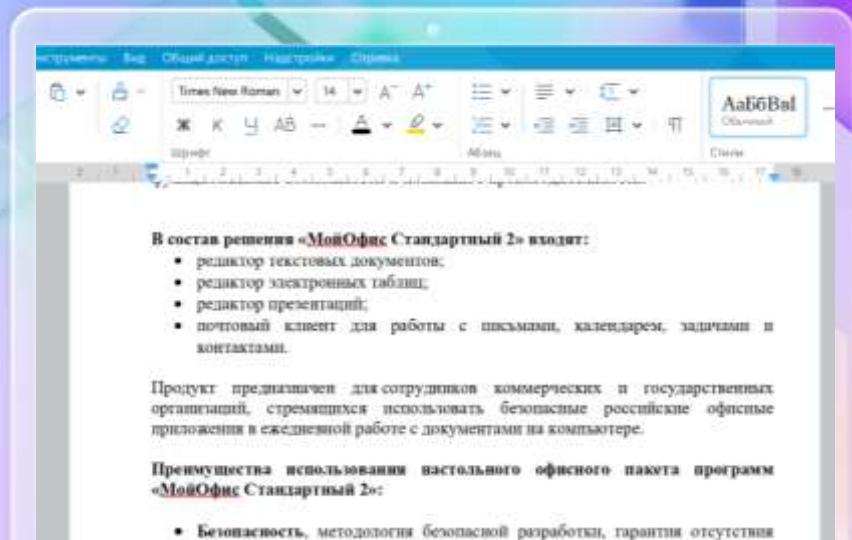 Вид Общий доступ Надстройки Справка
Times New Roman 14 A⁻ A⁺
Ж К Ч АВ
АаБбВвІ
Обычный
Шрифт Абзац Стили
В состав решения «МойОфис Стандартный 2» входят:
• редактор текстовых документов;
• редактор электронных таблиц;
• редактор презентаций;
• почтовый клиент для работы с письмами, календарем, задачами и
контактами.
Продукт предназначен для сотрудников коммерческих и государственных
организаций, стремящихся использовать безопасные российские офисные
приложения в ежедневной работе с документами на компьютере.
Преимущества использования настольного офисного пакета программ
«МойОфис Стандартный 2»:
• Безопасность, методология безопасной разработки, гарантия отсутствия